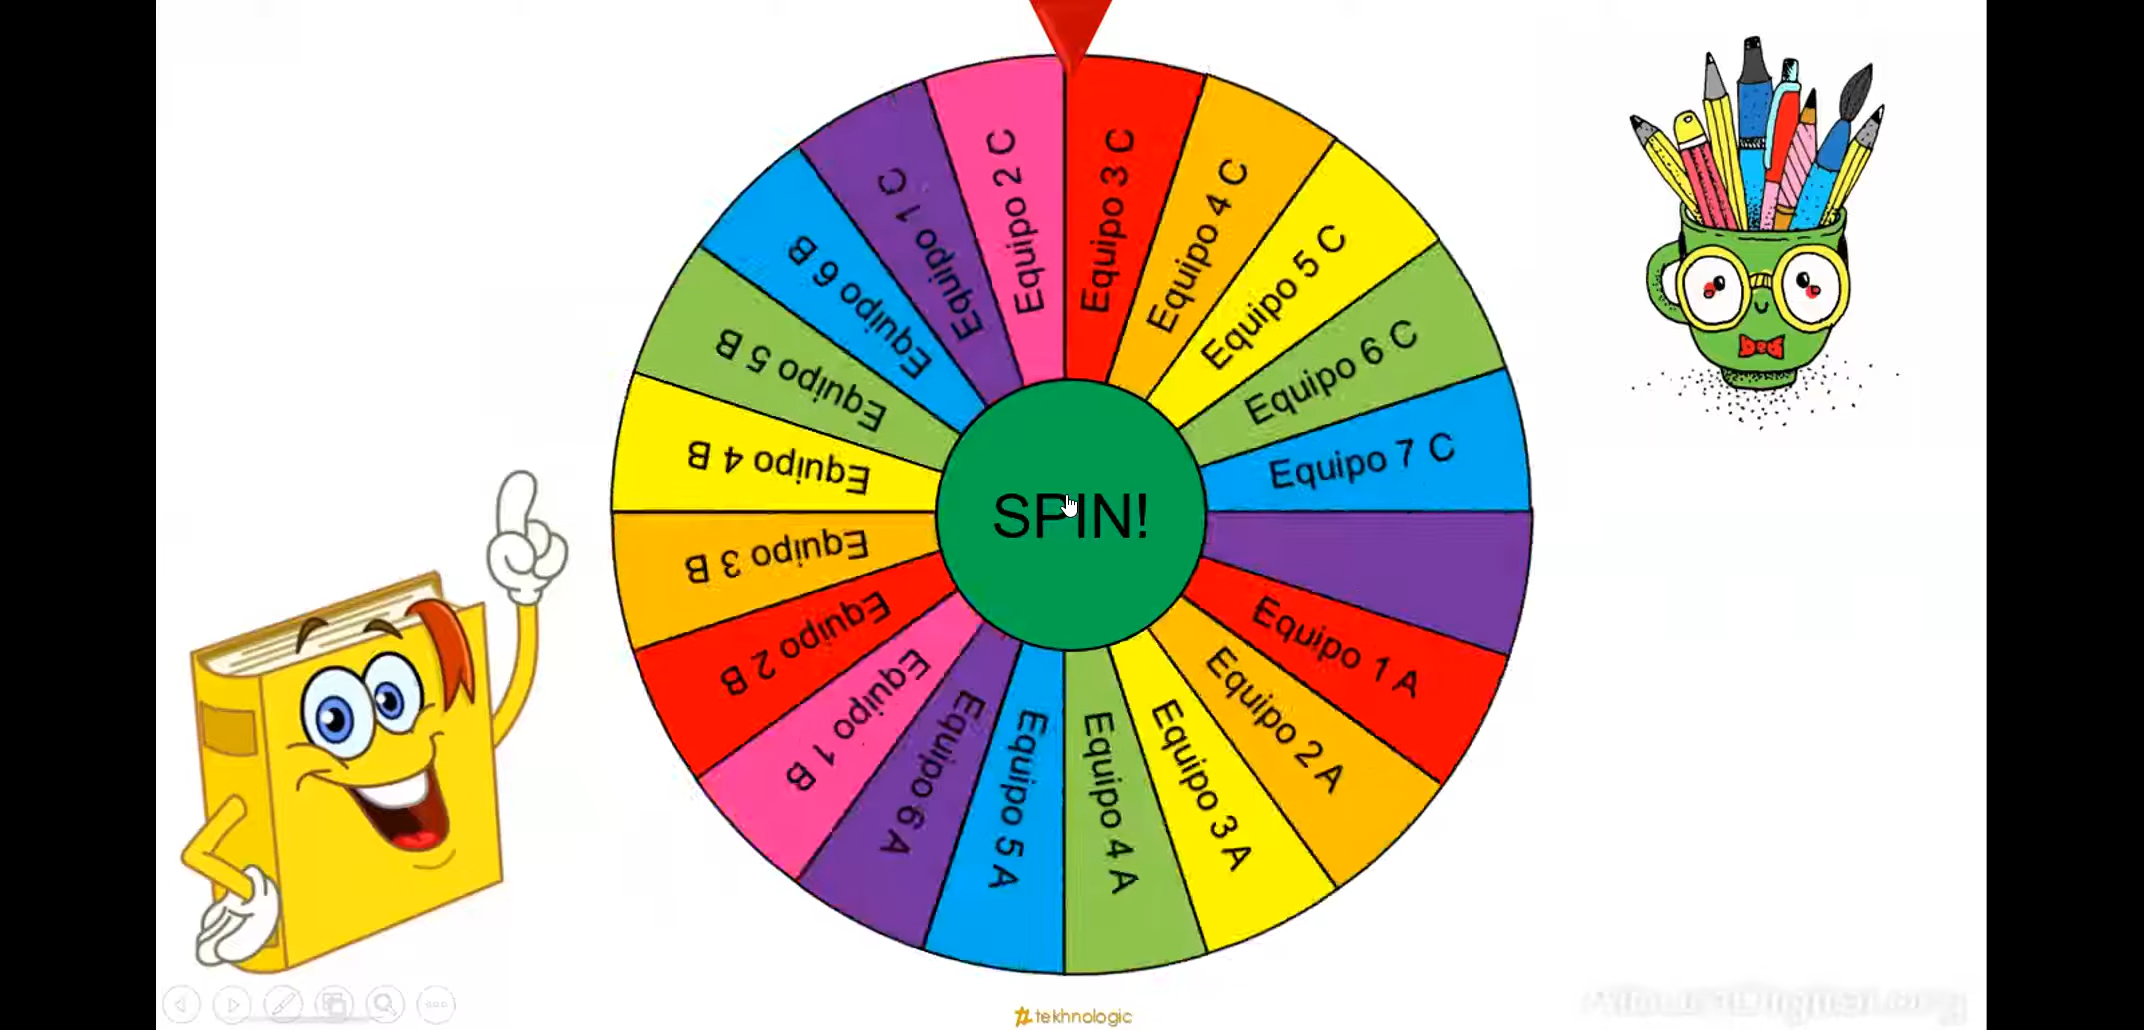 Equipo 3 C
Equipo 4 C
Equipo 5 C
Equipo 6 C
Equipo 7 C
Equipo 1 A
Equipo 2 A
Equipo 3 A
Equipo 4 A
Equipo 5 A
Equipo 6 A
Equipo 1 B
Equipo 2 B
Equipo 3 B
Equipo 4 B
Equipo 5 B
Equipo 6 B
Equipo 1 C
Equipo 2 C
SPIN!
tekhnologic